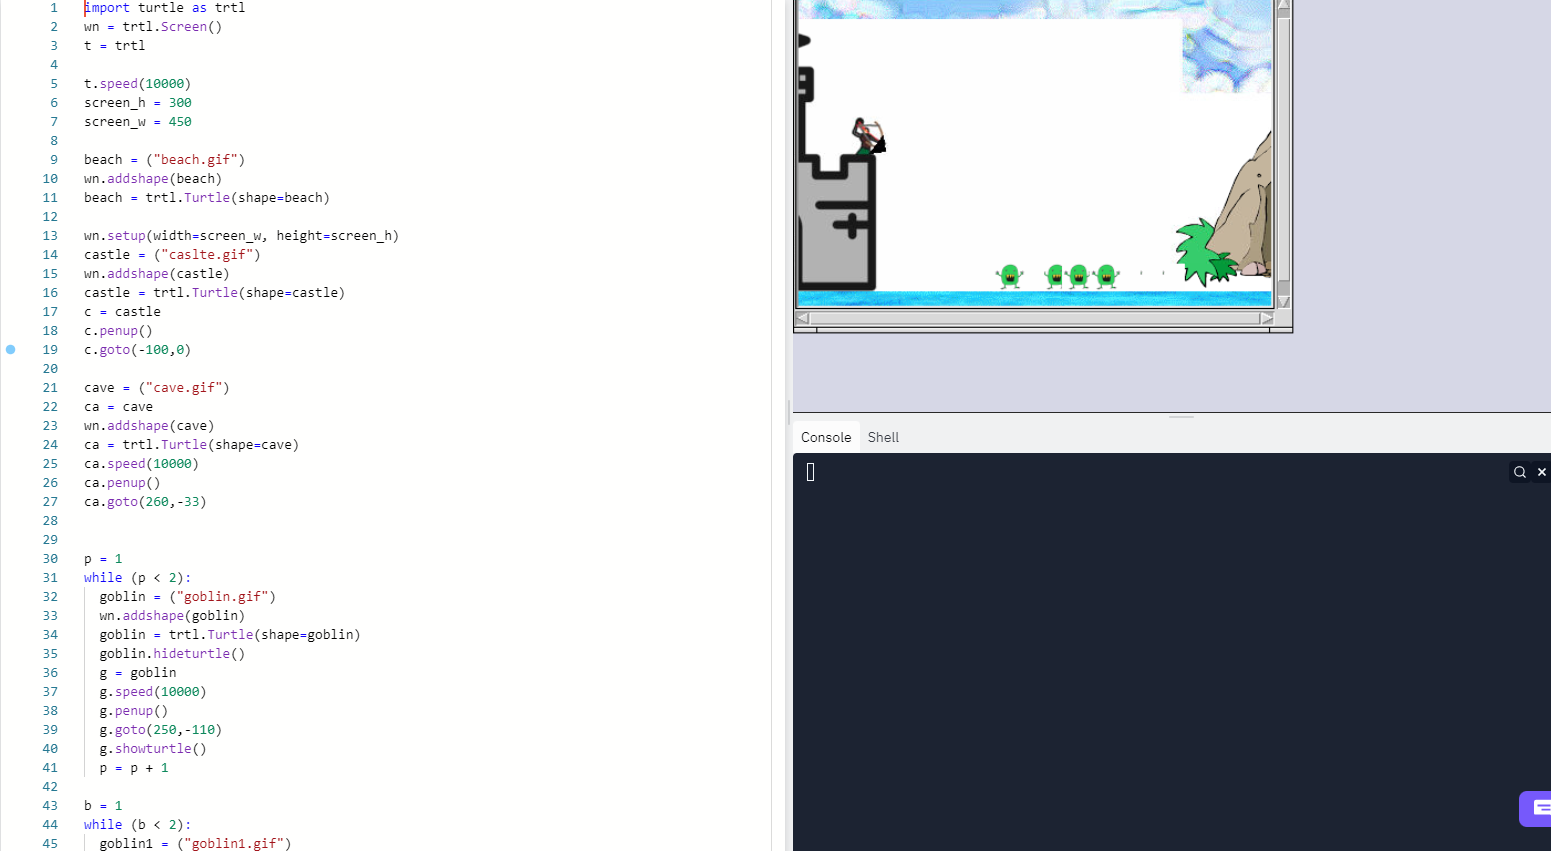 1 import turtle as trtl
2 wn = trtl.Screen()
3 t = trtl
4
5 t.speed(10000)
6 screen_h = 300
7 screen_w = 450
8
9 beach = ("beach.gif")
10 wn.addshape(beach)
11 beach = trtl.Turtle(shape=beach)
12
13 wn.setup(width=screen_w, height=screen_h)
14 castle = ("caslte.gif")
15 wn.addshape(castle)
16 castle = trtl.Turtle(shape=castle)
17 c = castle
18 c.penup()
19 c.goto(-100,0)
20
21 cave = ("cave.gif")
22 ca = cave
23 wn.addshape(cave)
24 ca = trtl.Turtle(shape=cave)
25 ca.speed(10000)
26 ca.penup()
27 ca.goto(260,-33)
28
29
30 p = 1
31 while (p < 2):
32 goblin = ("goblin.gif")
33 wn.addshape(goblin)
34 goblin = trtl.Turtle(shape=goblin)
35 goblin.hideturtle()
36 g = goblin
37 g.speed(10000)
38 g.penup()
39 g.goto(250,-110)
40 g.showturtle()
41 p = p + 1
42
43 b = 1
44 while (b < 2):
45 goblin1 = ("goblin1.gif")
Console Shell